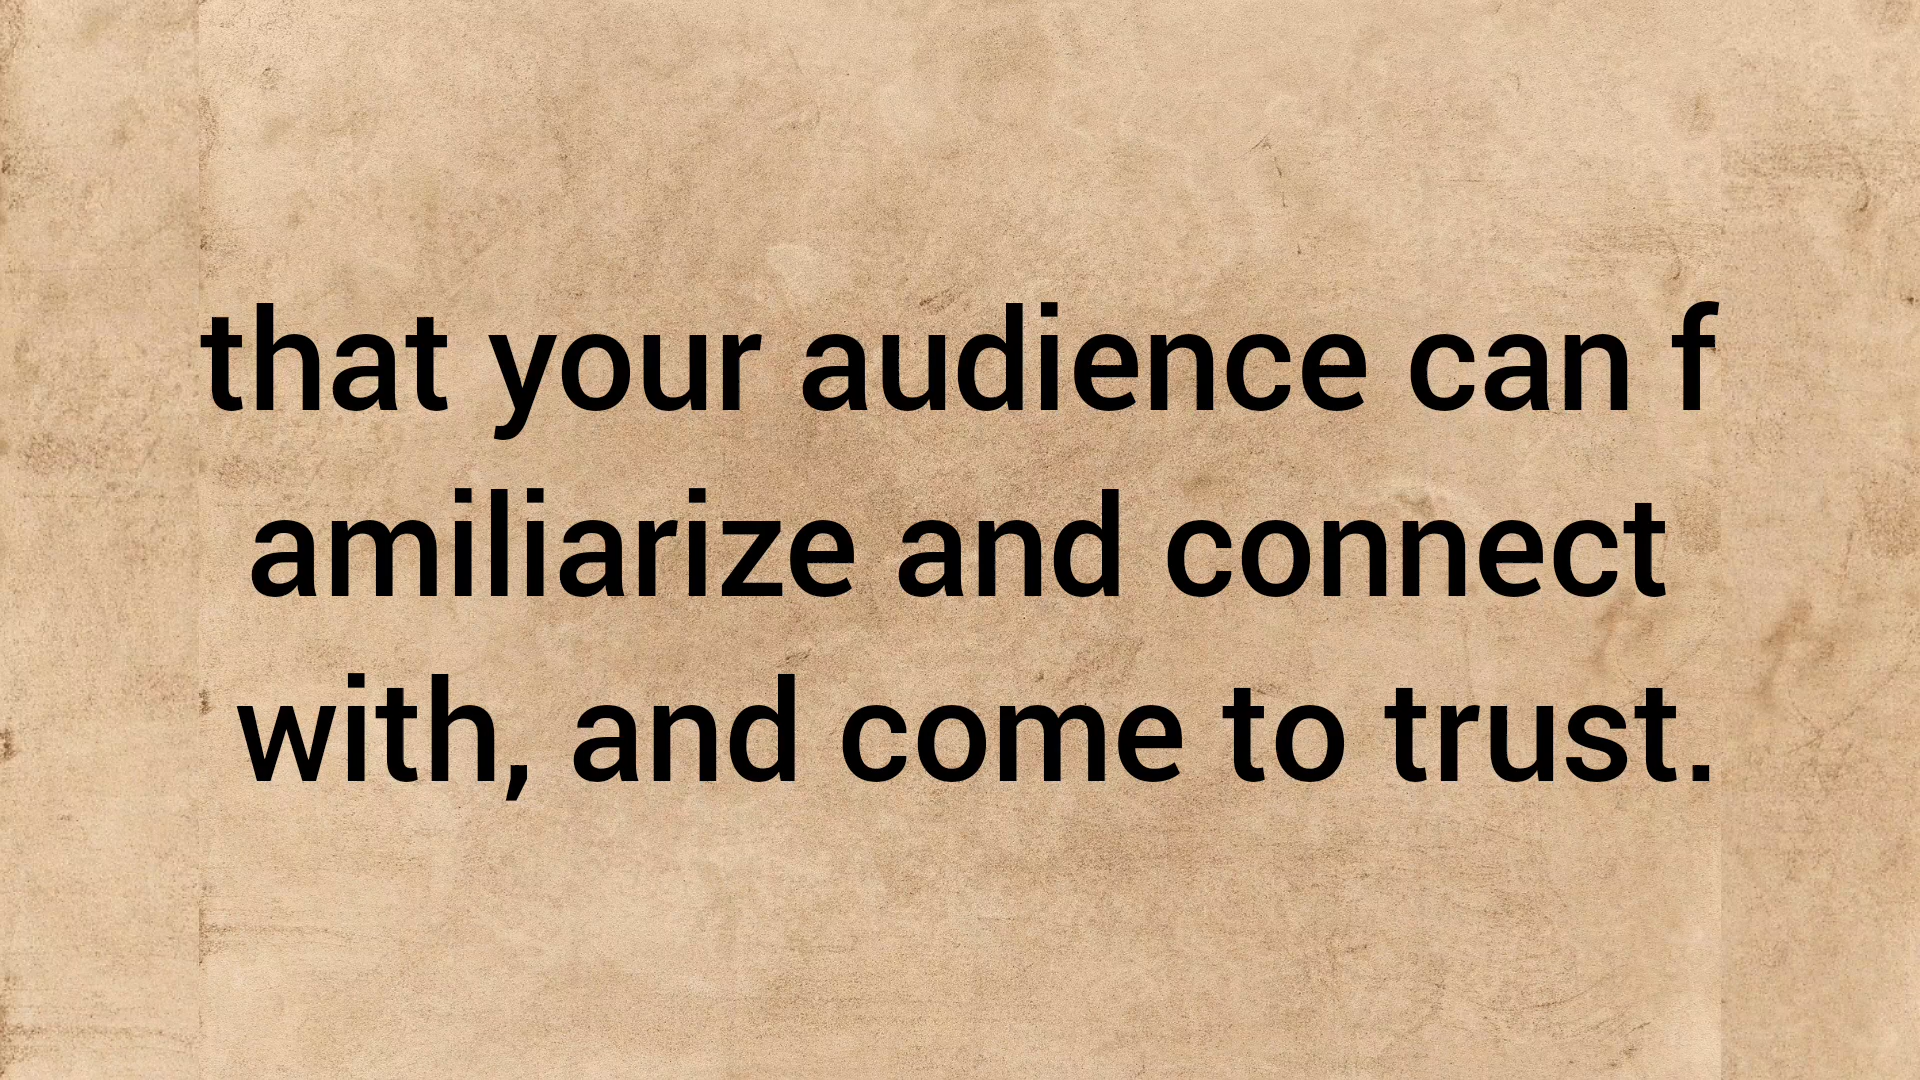 that your audience can f
amiliarize and connect
with, and come to trust.